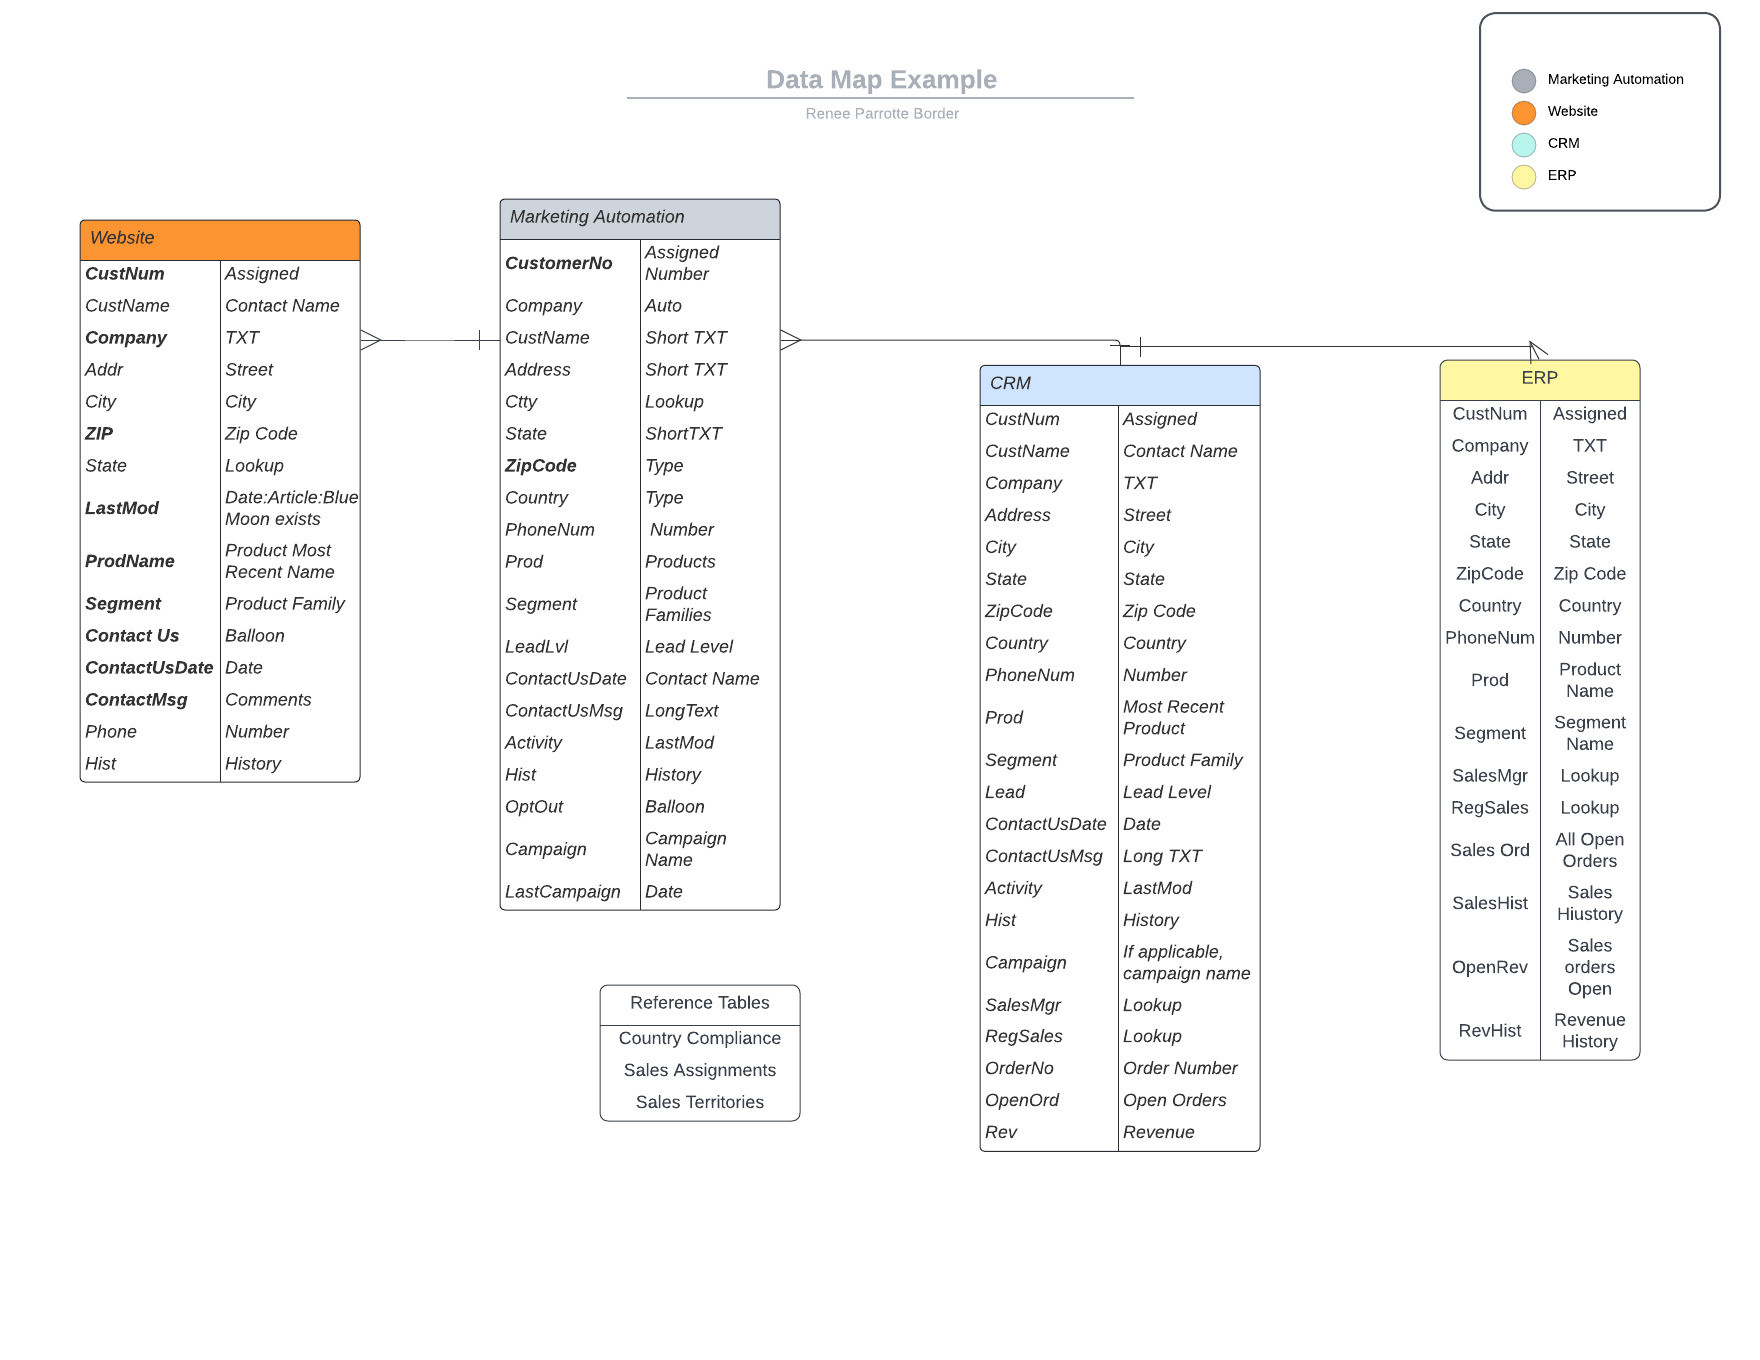 Data Map Example
Renee Parrotte Border
Marketing Automation
Website
CRM
ERP
Website
CustNum Assigned
CustName Contact Name
Company TXT
Addr Street
City City
ZIP Zip Code
State Lookup
LastMod Date:Article:Blue
Moon exists
ProdName Product Most
Recent Name
Segment Product Family
Contact Us Balloon
ContactUsDate Date
ContactMsg Comments
Phone Number
Hist History
Marketing Automation
CustomerNo Assigned
Number
Company Auto
CustName Short TXT
Address Short TXT
Ctty Lookup
State ShortTXT
ZipCode Type
Country Type
PhoneNum Number
Prod Products
Segment Product
Families
LeadLvl Lead Level
ContactUsDate Contact Name
ContactUsMsg LongText
Activity LastMod
Hist History
OptOut Balloon
Campaign Campaign
Name
LastCampaign Date
Reference Tables
Country Compliance
Sales Assignments
Sales Territories
CRM
CustNum Assigned
CustName Contact Name
Company TXT
Address Street
City City
State State
ZipCode Zip Code
Country Country
PhoneNum Number
Prod Most Recent
Product
Segment Product Family
Lead Lead Level
ContactUsDate Date
ContactUsMsg Long TXT
Activity LastMod
Hist History
Campaign If applicable,
campaign name
SalesMgr Lookup
RegSales Lookup
OrderNo Order Number
OpenOrd Open Orders
Rev Revenue
ERP
CustNum Assigned
Company TXT
Addr Street
City City
State State
ZipCode Zip Code
Country Country
PhoneNum Number
Prod Product
Name
Segment Segment
Name
SalesMgr Lookup
RegSales Lookup
Sales Ord All Open
Orders
SalesHist Sales
Hiustory
OpenRev Sales
orders
Open
RevHist Revenue
History